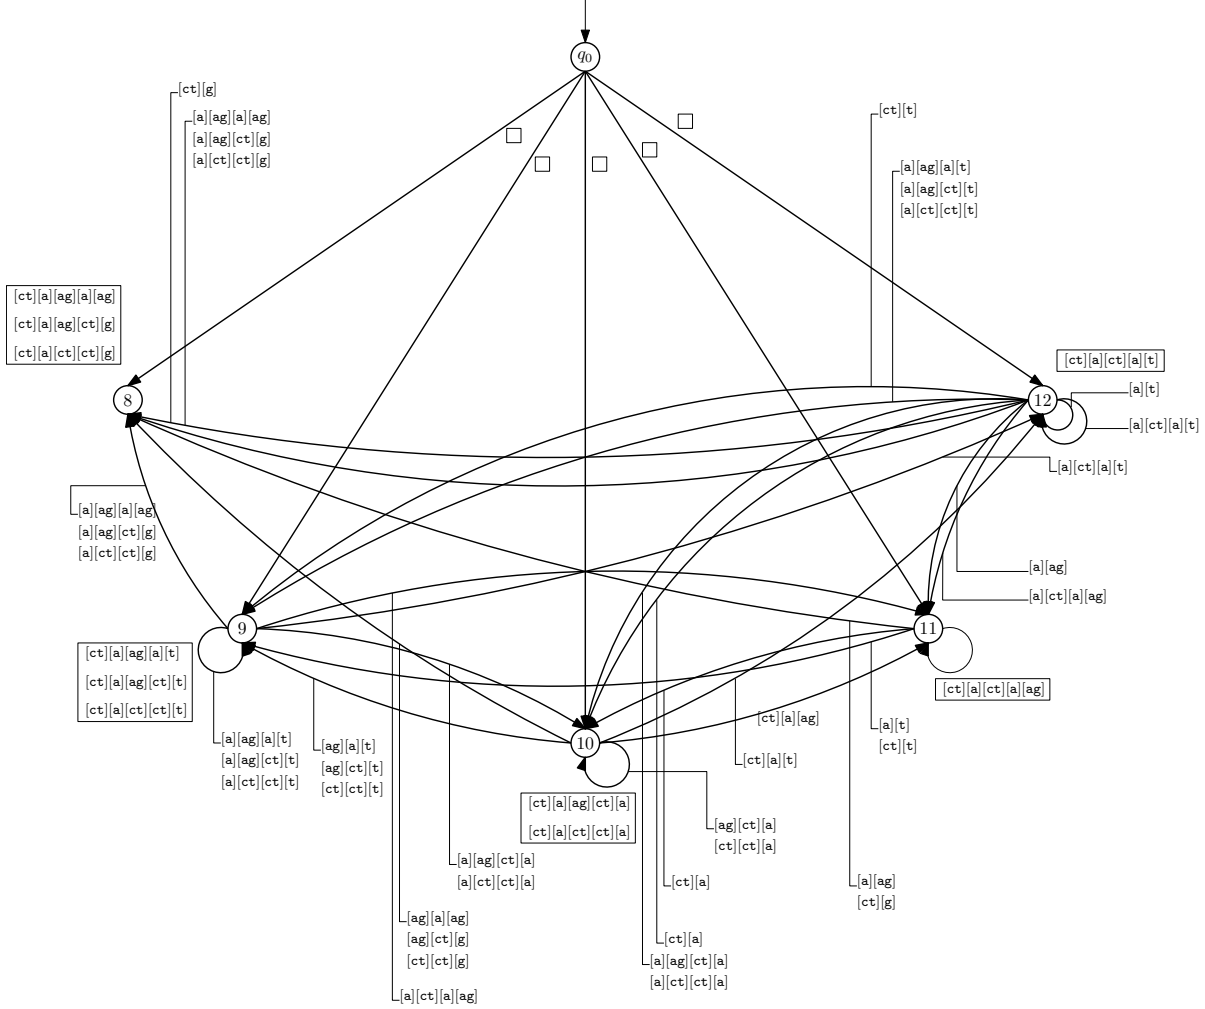 q0
[ct][g]
[a][ag][a][ag]
[a][ag][ct][g]
[a][ct][ct][g]
[ct][t]
[a][ag][a][t]
[a][ag][ct][t]
[a][ct][ct][t]
[ct][a][ag][a][ag]
[ct][a][ag][ct][g]
[ct][a][ct][ct][g]
8
12
[ct][a][ct][a][t]
[a][t]
[a][ct][a][t]
[a][ct][a][t]
[a][ag][a][ag]
[a][ag][ct][g]
[a][ct][ct][g]
[a][ag]
[a][ct][a][ag]
9
11
[ct][a][ag][a][t]
[ct][a][ag][ct][t]
[ct][a][ct][ct][t]
[ct][a][ct][a][ag]
[a][ag][a][t]
[a][ag][ct][t]
[a][ct][ct][t]
[ag][a][t]
[ag][ct][t]
[ct][ct][t]
10
[ct][a][ag]
[ct][a][t]
[a][t]
[ct][t]
[ct][a][ag][ct][a]
[ct][a][ct][ct][a]
[ag][ct][a]
[ct][ct][a]
[a][ag][ct][a]
[a][ct][ct][a]
[ct][a]
[a][ag]
[ct][g]
[ag][a][ag]
[ag][ct][g]
[ct][ct][g]
[ct][a]
[a][ag][ct][a]
[a][ct][ct][a]
[a][ct][a][ag]